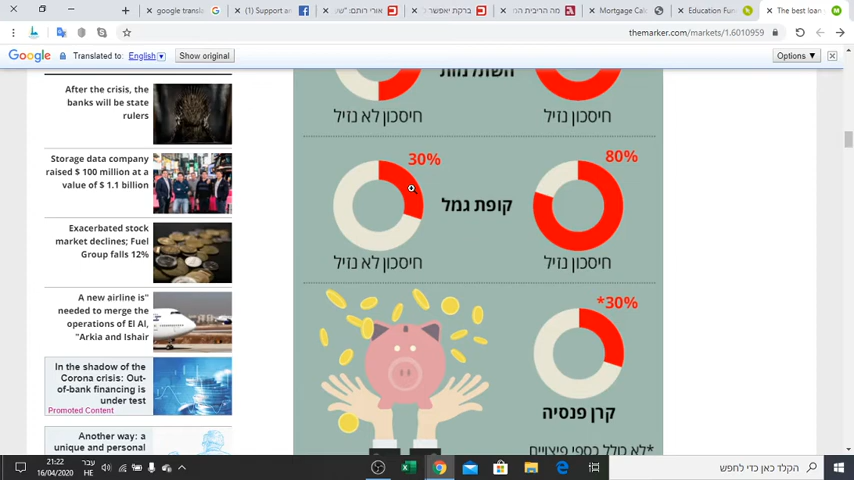 google transl
(1) Support an
אורי רותם: "שע
ברקת יאפשר
מה הריבית המ
Mortgage Cal
Education Fun
The best loan
themarker.com/markets/1.6010959
Google
Translated to:
English
Show original
Options
After the crisis, the
banks will be state
rulers
Storage data company
raised $ 100 million at a
value of $ 1.1 billion
Exacerbated stock
market declines; Fuel
Group falls 12%
A new airline is"
needed to merge the
operations of El Al,
"Arkia and Ishair
In the shadow of the
Corona crisis: Out-
of-bank financing is
under test
Promoted Content
Another way: a
unique and personal
השתלמות
חיסכון נזיל
חיסכון לא נזיל
80%
30%
קופת גמל
חיסכון נזיל
חיסכון לא נזיל
*30%
קרן פנסיה
*לא כולל כספי פיצויים
21:22
16/04/2020
עבר
HE
הקלד כאן כדי לחפש